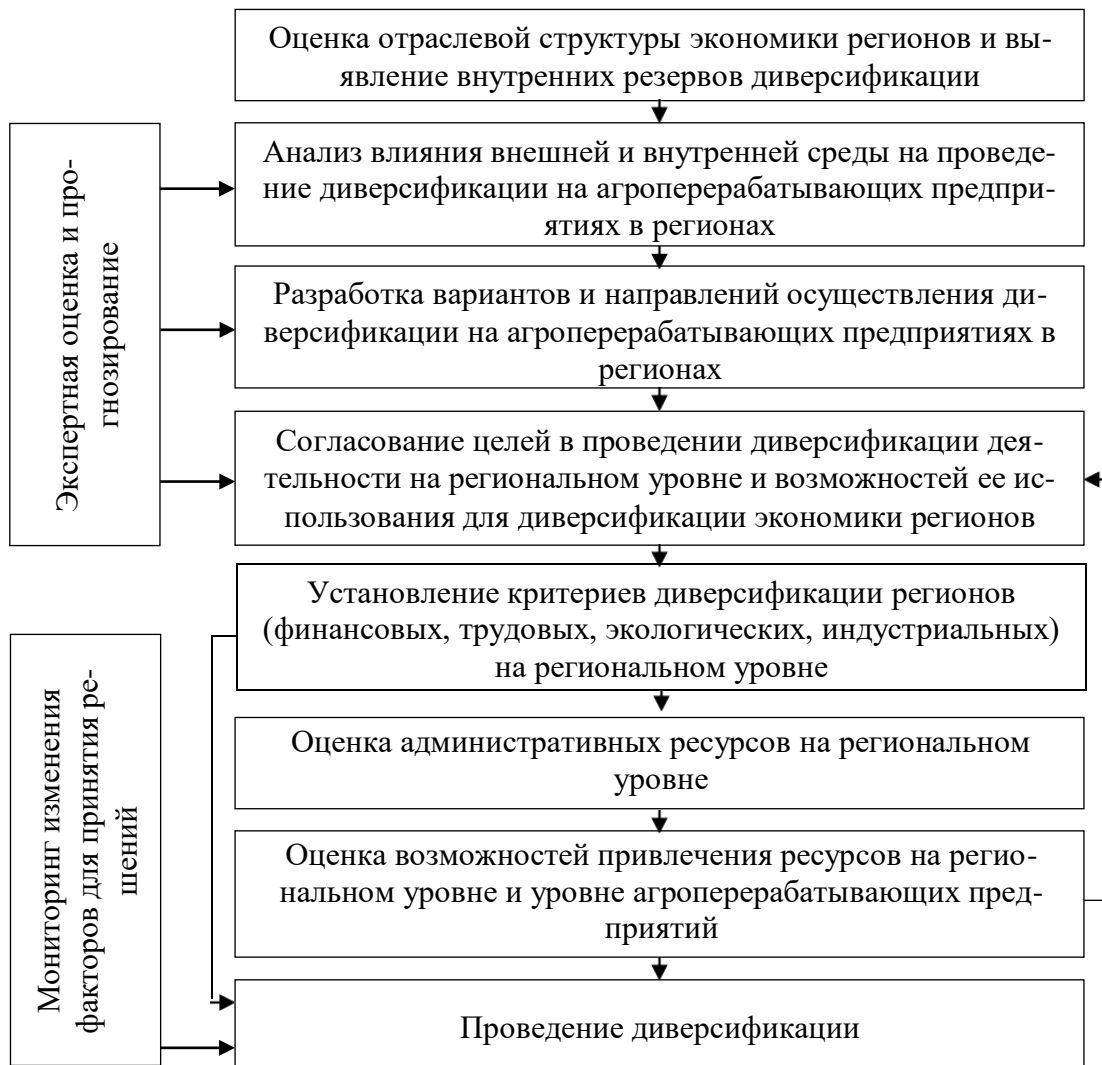 Оценка отраслевой структуры экономики регионов и вы-
явление внутренних резервов диверсификации
Экспертная оценка и про-
гнозирование
Анализ влияния внешней и внутренней среды на проведе-
ние диверсификации на агроперерабатывающих предпри-
ятиях в регионах
Разработка вариантов и направлений осуществления ди-
версификации на агроперерабатывающих предприятиях в
регионах
Согласование целей в проведении диверсификации дея-
тельности на региональном уровне и возможностей ее ис-
пользования для диверсификации экономики регионов
Установление критериев диверсификации регионов
(финансовых, трудовых, экологических, индустриальных)
на региональном уровне
Мониторинг изменения
факторов для принятия ре-
шений
Оценка административных ресурсов на региональном
уровне
Оценка возможностей привлечения ресурсов на регио-
нальном уровне и уровне агроперерабатывающих пред-
приятий
Проведение диверсификации